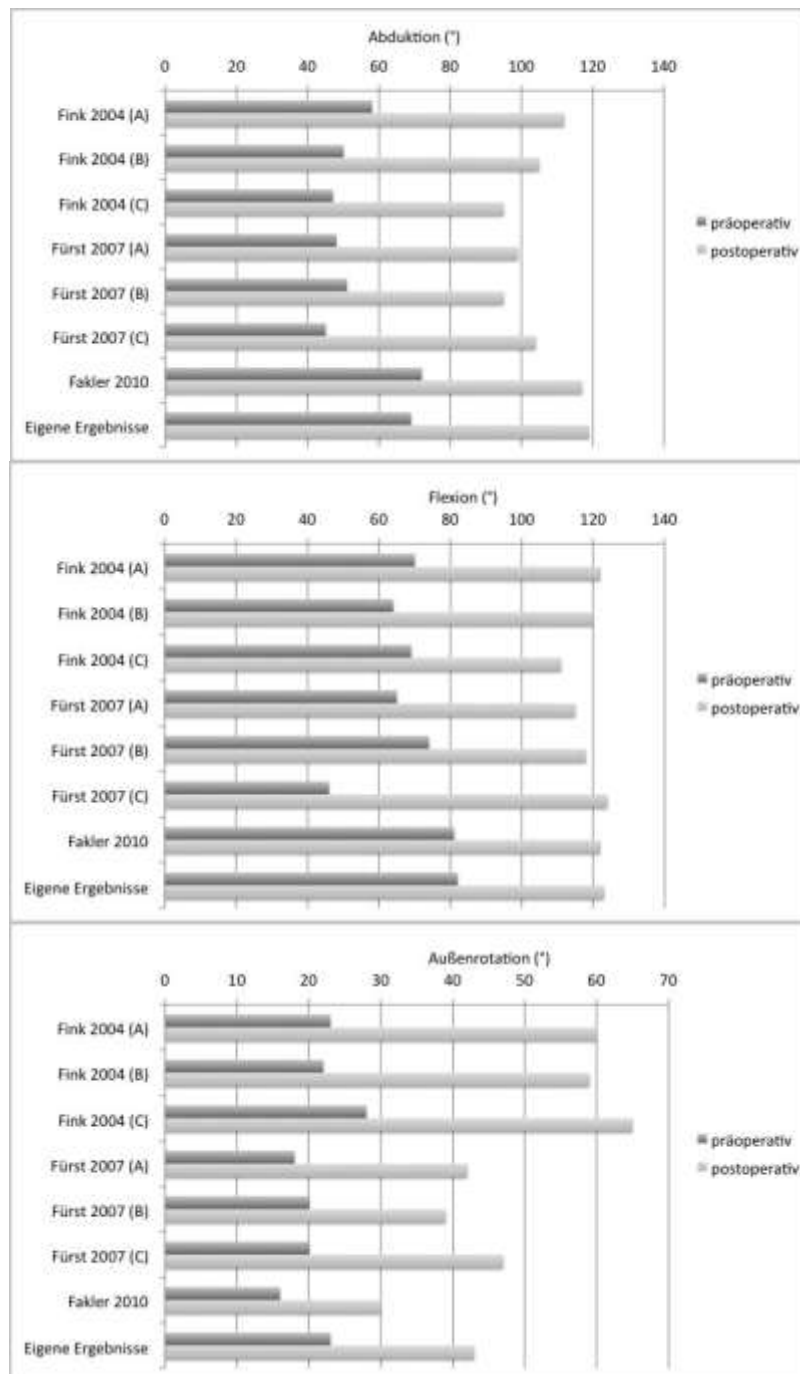 Abduktion (°)
0 20 40 60 80 100 120 140
Fink 2004 (A)
Fink 2004 (B)
Fink 2004 (C)
Fürst 2007 (A)
Fürst 2007 (B)
Fürst 2007 (C)
Fakler 2010
Eigene Ergebnisse
präoperativ
postoperativ
Flexion (°)
0 20 40 60 80 100 120 140
Fink 2004 (A)
Fink 2004 (B)
Fink 2004 (C)
Fürst 2007 (A)
Fürst 2007 (B)
Fürst 2007 (C)
Fakler 2010
Eigene Ergebnisse
präoperativ
postoperativ
Außenrotation (°)
0 10 20 30 40 50 60 70
Fink 2004 (A)
Fink 2004 (B)
Fink 2004 (C)
Fürst 2007 (A)
Fürst 2007 (B)
Fürst 2007 (C)
Fakler 2010
Eigene Ergebnisse
präoperativ
postoperativ